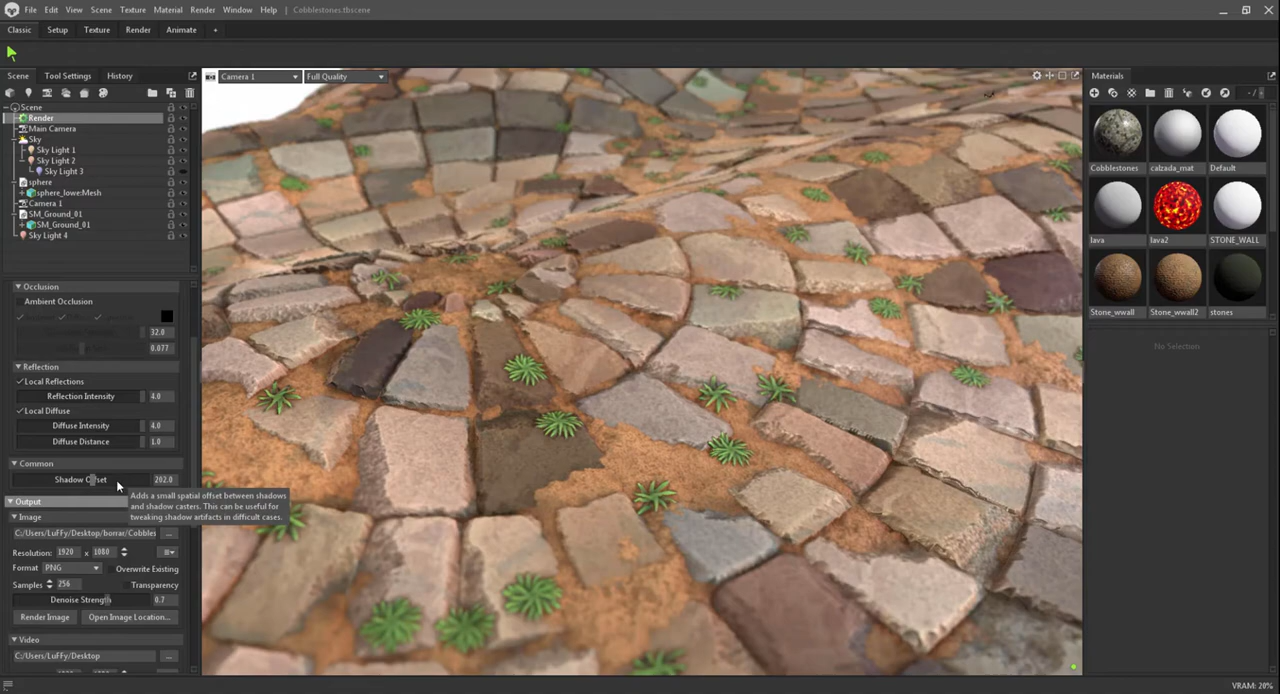 File Edit View Scene Texture Material Render Window Help Cobblestones.tbscene
Classic Setup Texture Render Animate +
Scene Tool Settings History
Camera 1 Full Quality
Materials
Scene
Render
Main Camera
Sky
Sky Light 1
Sky Light 2
Sky Light 3
sphere
sphere_lowe:Mesh
Camera 1
SM_Ground_01
SM_Ground_01
Sky Light 4
Occlusion
Ambient Occlusion
32.0
0.077
Reflection
Local Reflections
Reflection Intensity 4.0
Local Diffuse
Diffuse Intensity 4.0
Diffuse Distance 1.0
Common
Shadow Offset 202.0
Adds a small spatial offset between shadows
and shadow casters. This can be useful for
tweaking shadow artifacts in difficult cases.
Output
Image
C:/Users/LuFFy/Desktop/borrar/Cobbles ...
Resolution: 1920 x 1080
Format PNG Overwrite Existing
Samples 256 Transparency
Denoise Strength 0.7
Render Image Open Image Location...
Video
C:/Users/LuFFy/Desktop ...
Cobblestones calzada_mat Default
lava lava2 STONE_WALL
Stone_wwall Stone_wwall2 stones
No Selection
VRAM: 20%